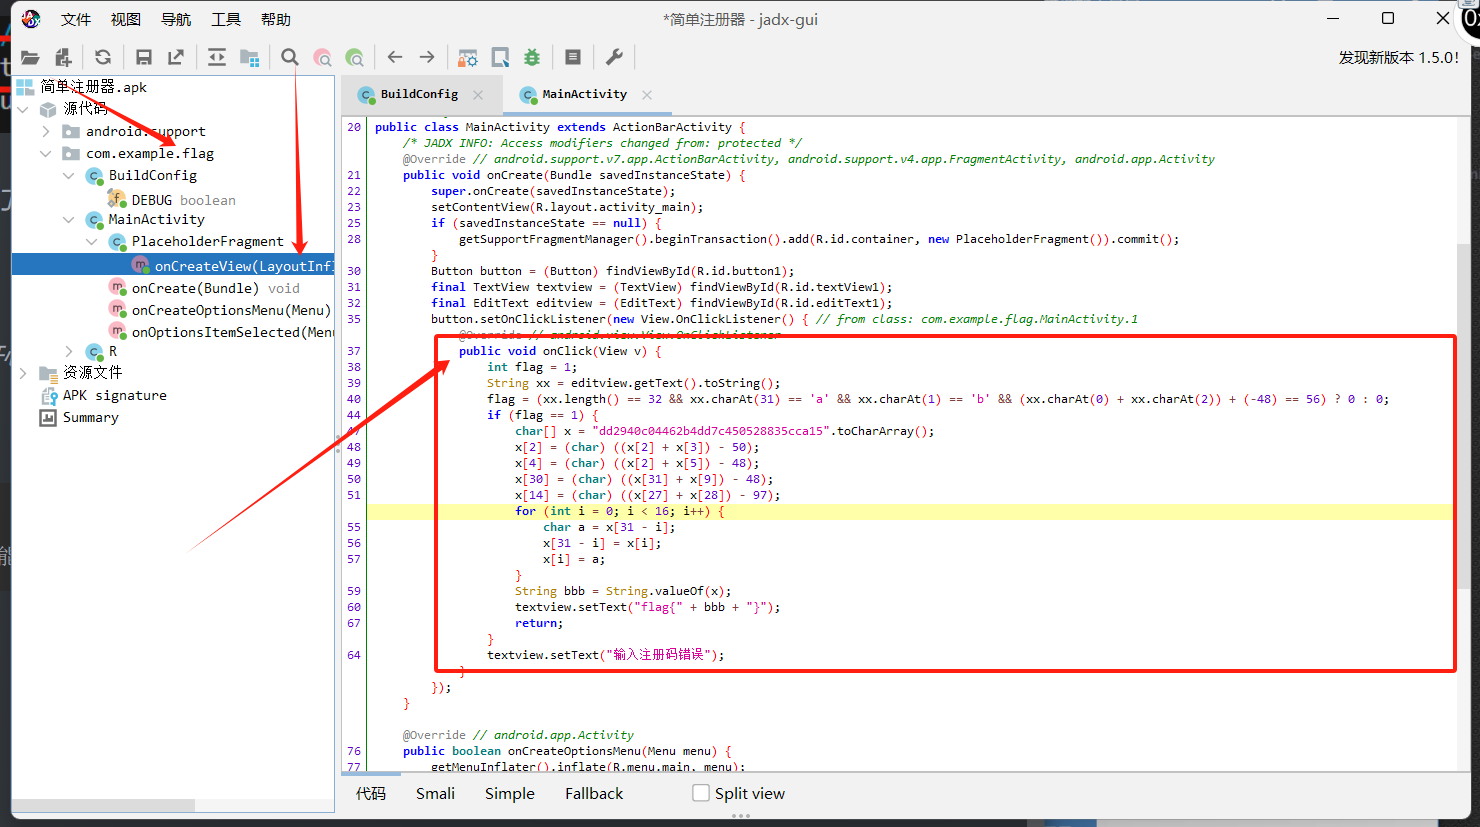 文件 视图 导航 工具 帮助
*简单注册器 - jadx-gui
发现新版本 1.5.0!
简单注册器.apk
源代码
android.support
com.example.flag
BuildConfig
DEBUG boolean
MainActivity
PlaceholderFragment
onCreateView(LayoutInf
onCreate(Bundle) void
onCreateOptionsMenu(Menu)
onOptionsItemSelected(Menu
R
资源文件
APK signature
Summary
BuildConfig
MainActivity
20 public class MainActivity extends ActionBarActivity {
/* JADX INFO: Access modifiers changed from: protected */
@Override // android.support.v7.app.ActionBarActivity, android.support.v4.app.FragmentActivity, android.app.Activity
21 public void onCreate(Bundle savedInstanceState) {
22 super.onCreate(savedInstanceState);
23 setContentView(R.layout.activity_main);
25 if (savedInstanceState == null) {
28 getSupportFragmentManager().beginTransaction().add(R.id.container, new PlaceholderFragment()).commit();
}
30 Button button = (Button) findViewById(R.id.button1);
31 final TextView textview = (TextView) findViewById(R.id.textView1);
32 final EditText editview = (EditText) findViewById(R.id.editText1);
35 button.setOnClickListener(new View.OnClickListener() { // from class: com.example.flag.MainActivity.1
@Override // android.view.View.OnClickListener
37 public void onClick(View v) {
38 int flag = 1;
39 String xx = editview.getText().toString();
40 flag = (xx.length() == 32 && xx.charAt(31) == 'a' && xx.charAt(1) == 'b' && (xx.charAt(0) + xx.charAt(2)) + (-48) == 56) ? 0 : 0;
44 if (flag == 1) {
47 char[] x = "dd2940c04462b4dd7c450528835cca15".toCharArray();
48 x[2] = (char) ((x[2] + x[3]) - 50);
49 x[4] = (char) ((x[2] + x[5]) - 48);
50 x[30] = (char) ((x[31] + x[9]) - 48);
51 x[14] = (char) ((x[27] + x[28]) - 97);
for (int i = 0; i < 16; i++) {
55 char a = x[31 - i];
56 x[31 - i] = x[i];
57 x[i] = a;
}
59 String bbb = String.valueOf(x);
60 textview.setText("flag{" + bbb + "}");
67 return;
}
64 textview.setText("输入注册码错误");
}
});
}
@Override // android.app.Activity
76 public boolean onCreateOptionsMenu(Menu menu) {
77 getMenuInflater().inflate(R.menu.main, menu);
代码 Smali Simple Fallback Split view